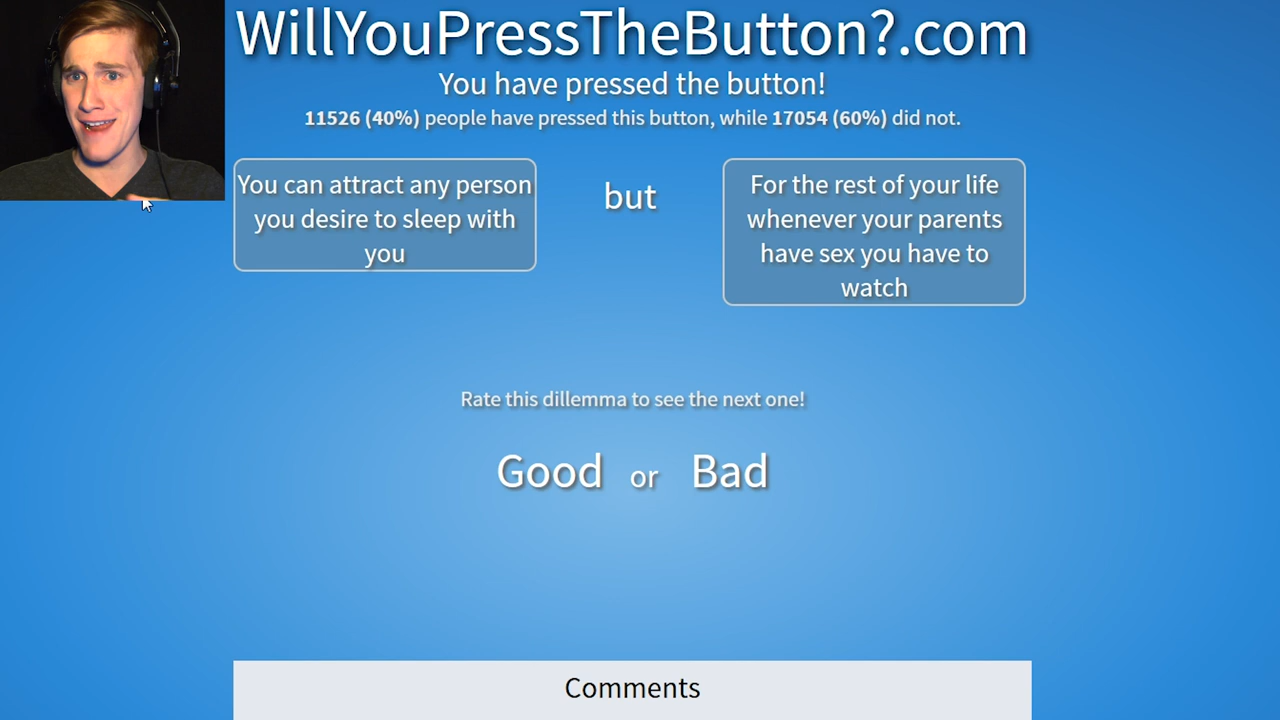 WillYouPressTheButton?.com
You have pressed the button!
11526 (40%) people have pressed this button, while 17054 (60%) did not.
You can attract any person
you desire to sleep with
you
but
For the rest of your life
whenever your parents
have sex you have to
watch
Rate this dillemma to see the next one!
Good or Bad
Comments